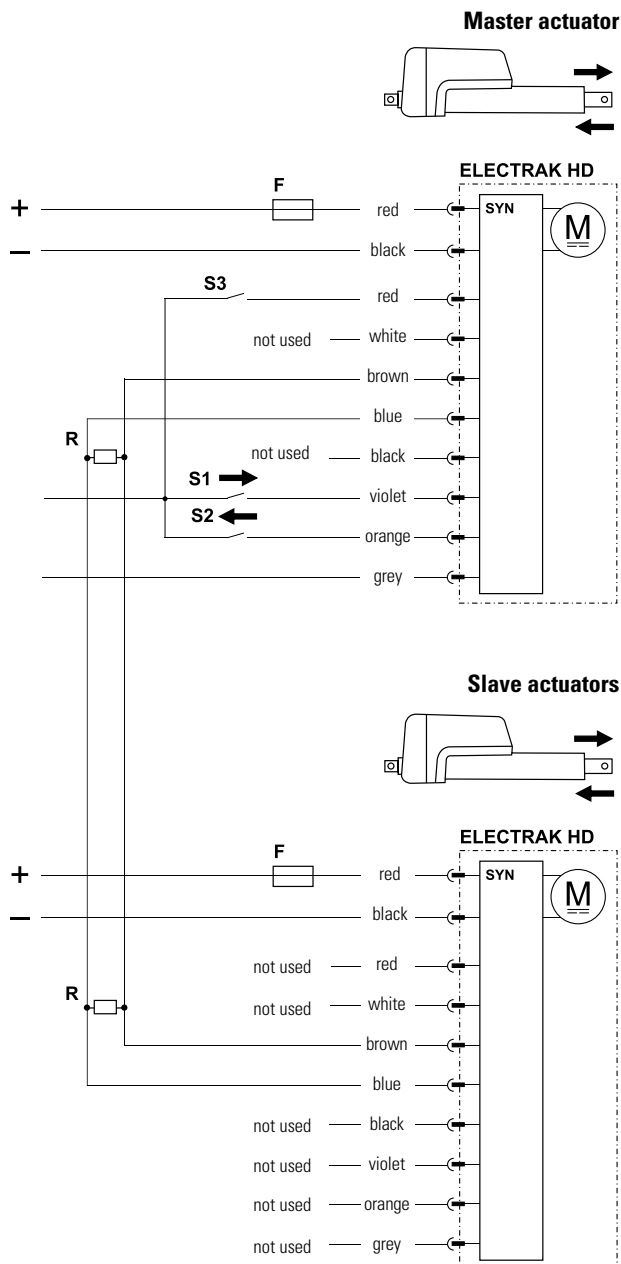 Master actuator
ELECTRAK HD
+ F red SYN M
– black
S3 red
not used white
brown
blue
R not used black
S1 violet
S2 orange
grey
Slave actuators
ELECTRAK HD
+ F red SYN M
– black
not used red
R not used white
brown
blue
not used black
not used violet
not used orange
not used grey